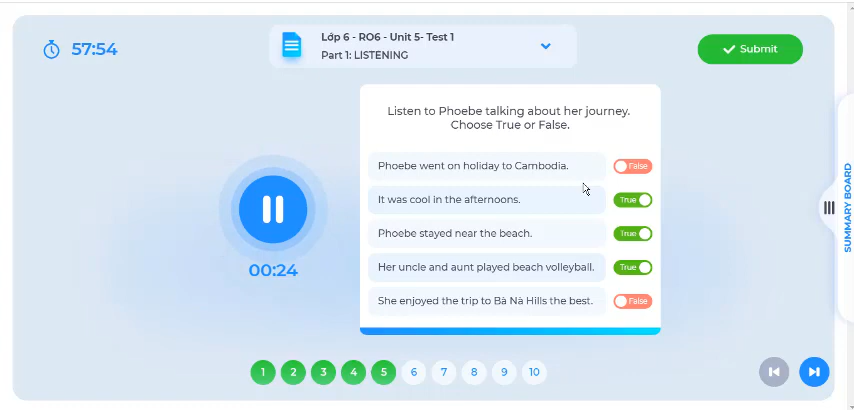 57:54
Lớp 6 - RO6 - Unit 5- Test 1
Part 1: LISTENING
Submit
Listen to Phoebe talking about her journey.
Choose True or False.
Phoebe went on holiday to Cambodia.
False
It was cool in the afternoons.
True
Phoebe stayed near the beach.
True
Her uncle and aunt played beach volleyball.
True
She enjoyed the trip to Bà Nà Hills the best.
False
00:24
SUMMARY BOARD
1 2 3 4 5 6 7 8 9 10